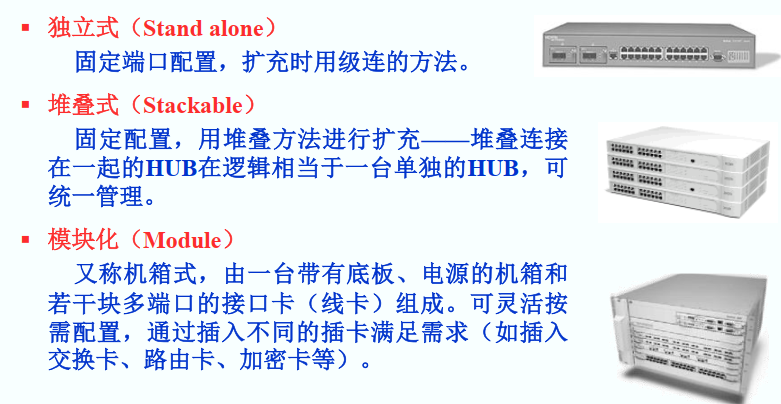 ▪ 独立式（Stand alone）
固定端口配置，扩充时用级连的方法。
▪ 堆叠式（Stackable）
固定配置，用堆叠方法进行扩充——堆叠连接
在一起的HUB在逻辑相当于一台单独的HUB，可
统一管理。
▪ 模块化（Module）
又称机箱式，由一台带有底板、电源的机箱和
若干块多端口的接口卡（线卡）组成。可灵活按
需配置，通过插入不同的插卡满足需求（如插入
交换卡、路由卡、加密卡等）。